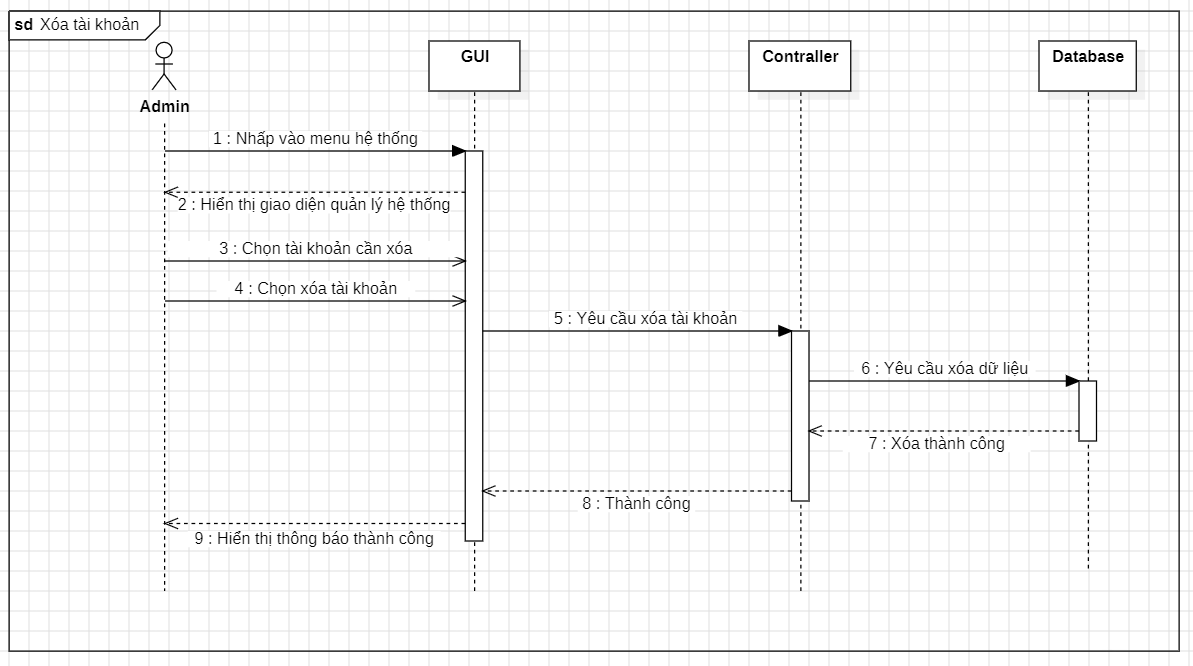 sd Xóa tài khoản
GUI
Contraller
Database
Admin
1 : Nhấp vào menu hệ thống
2 : Hiển thị giao diện quản lý hệ thống
3 : Chọn tài khoản cần xóa
4 : Chọn xóa tài khoản
5 : Yêu cầu xóa tài khoản
6 : Yêu cầu xóa dữ liệu
7 : Xóa thành công
8 : Thành công
9 : Hiển thị thông báo thành công